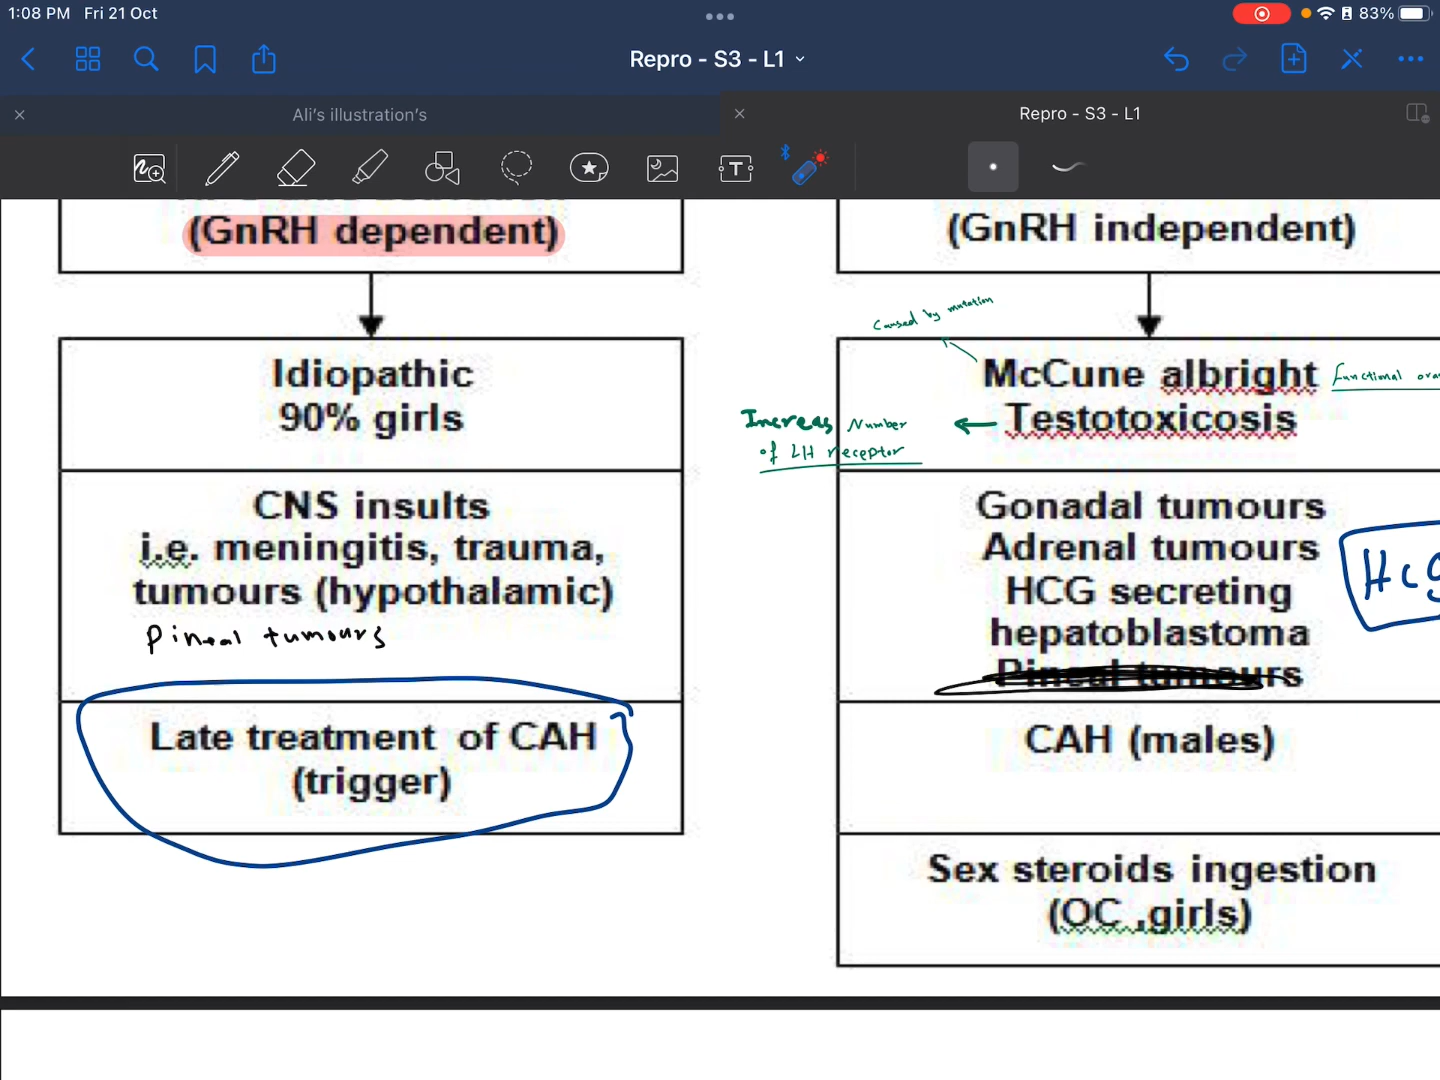 1:08 PM Fri 21 Oct
83%
Repro - S3 - L1
Ali's illustration's
Repro - S3 - L1
T
(GnRH dependent)
Idiopathic
90% girls
CNS insults
i.e. meningitis, trauma,
tumours (hypothalamic)
Pineal tumours
Late treatment of CAH
(trigger)
(GnRH independent)
Caused by mutation
McCune albright
functional
Testotoxicosis
Increas Number
of LH receptor
Gonadal tumours
Adrenal tumours
HCG secreting
hepatoblastoma
Pineal tumours
Hcg
CAH (males)
Sex steroids ingestion
(OC ,girls)